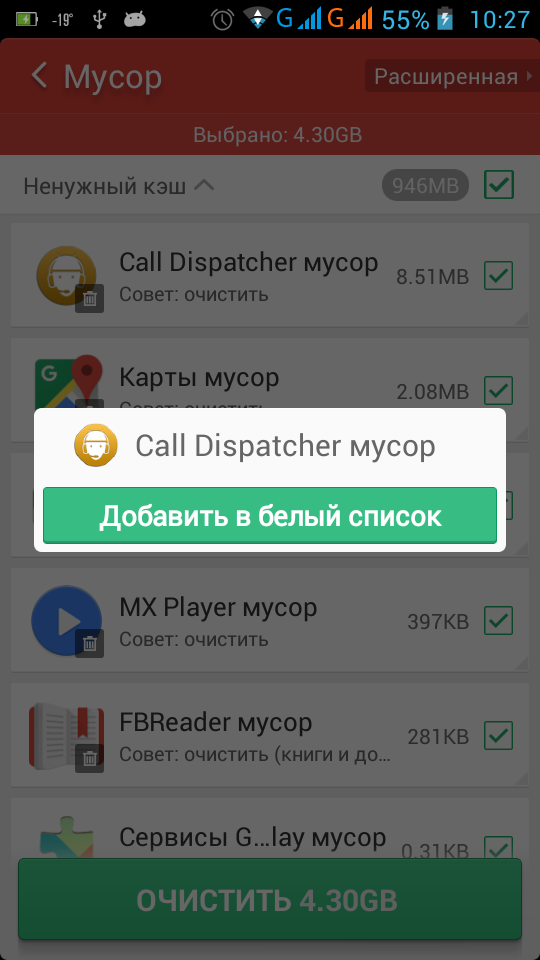 -19° G G 55% 10:27
Мусор
Расширенная
Выбрано: 4.30GB
Ненужный кэш 946MB
Call Dispatcher мусор
8.51MB
Совет: очистить
Карты мусор
2.08MB
Call Dispatcher мусор
Добавить в белый список
MX Player мусор
397KB
Совет: очистить
FBReader мусор
281KB
Совет: очистить (книги и до...
Сервисы G...lay мусор
0.31KB
ОЧИСТИТЬ 4.30GB